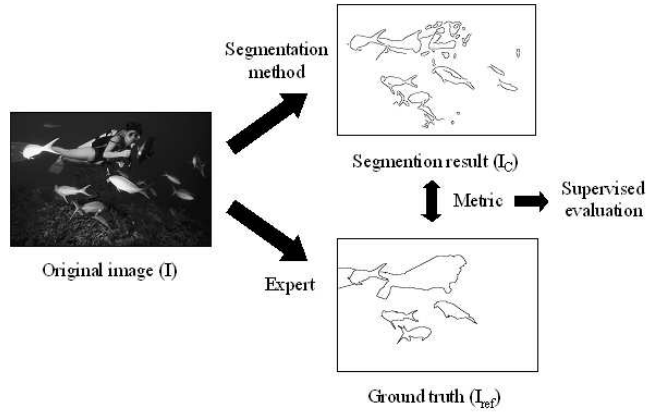 Segmentation
method
Segmention result (I_C)
Metric
Supervised
evaluation
Original image (I)
Expert
Ground truth (I_ref)